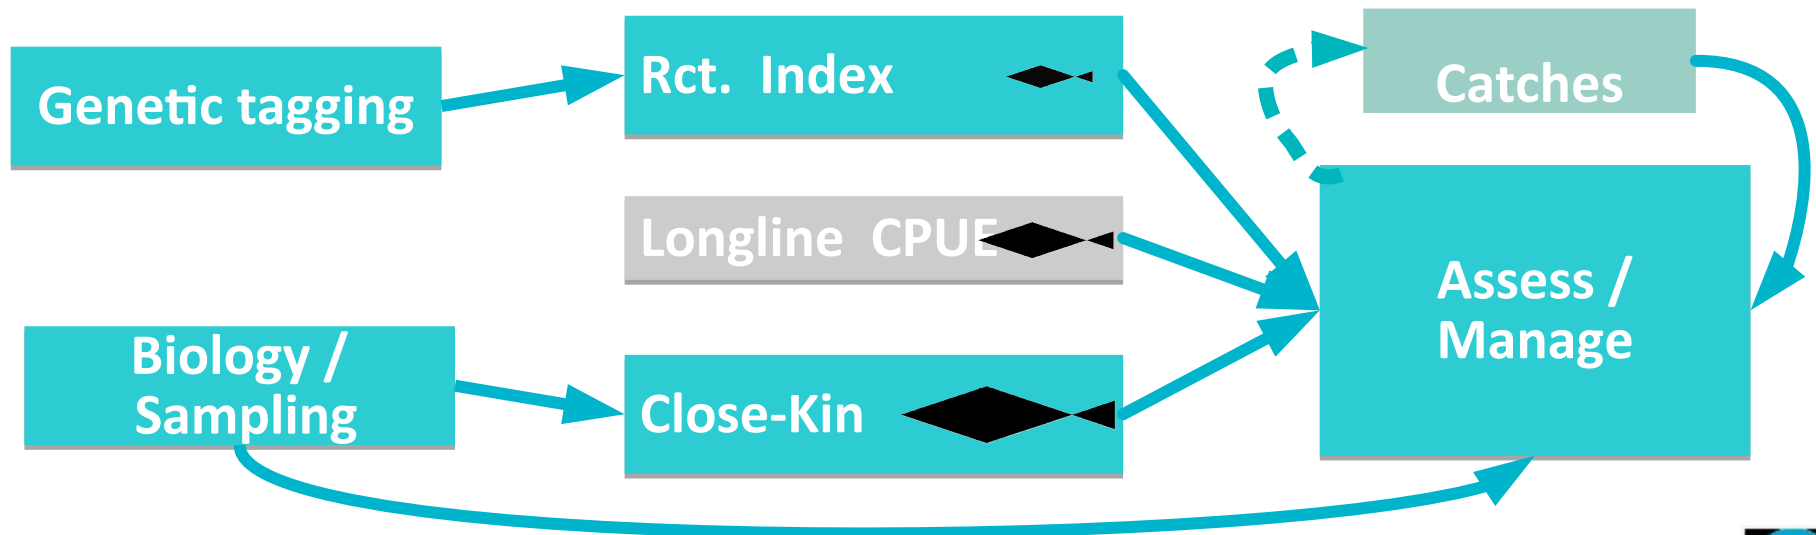 Genetic tagging
Rct. Index
Catches
Longline CPUE
Assess /
Manage
Biology /
Sampling
Close-Kin